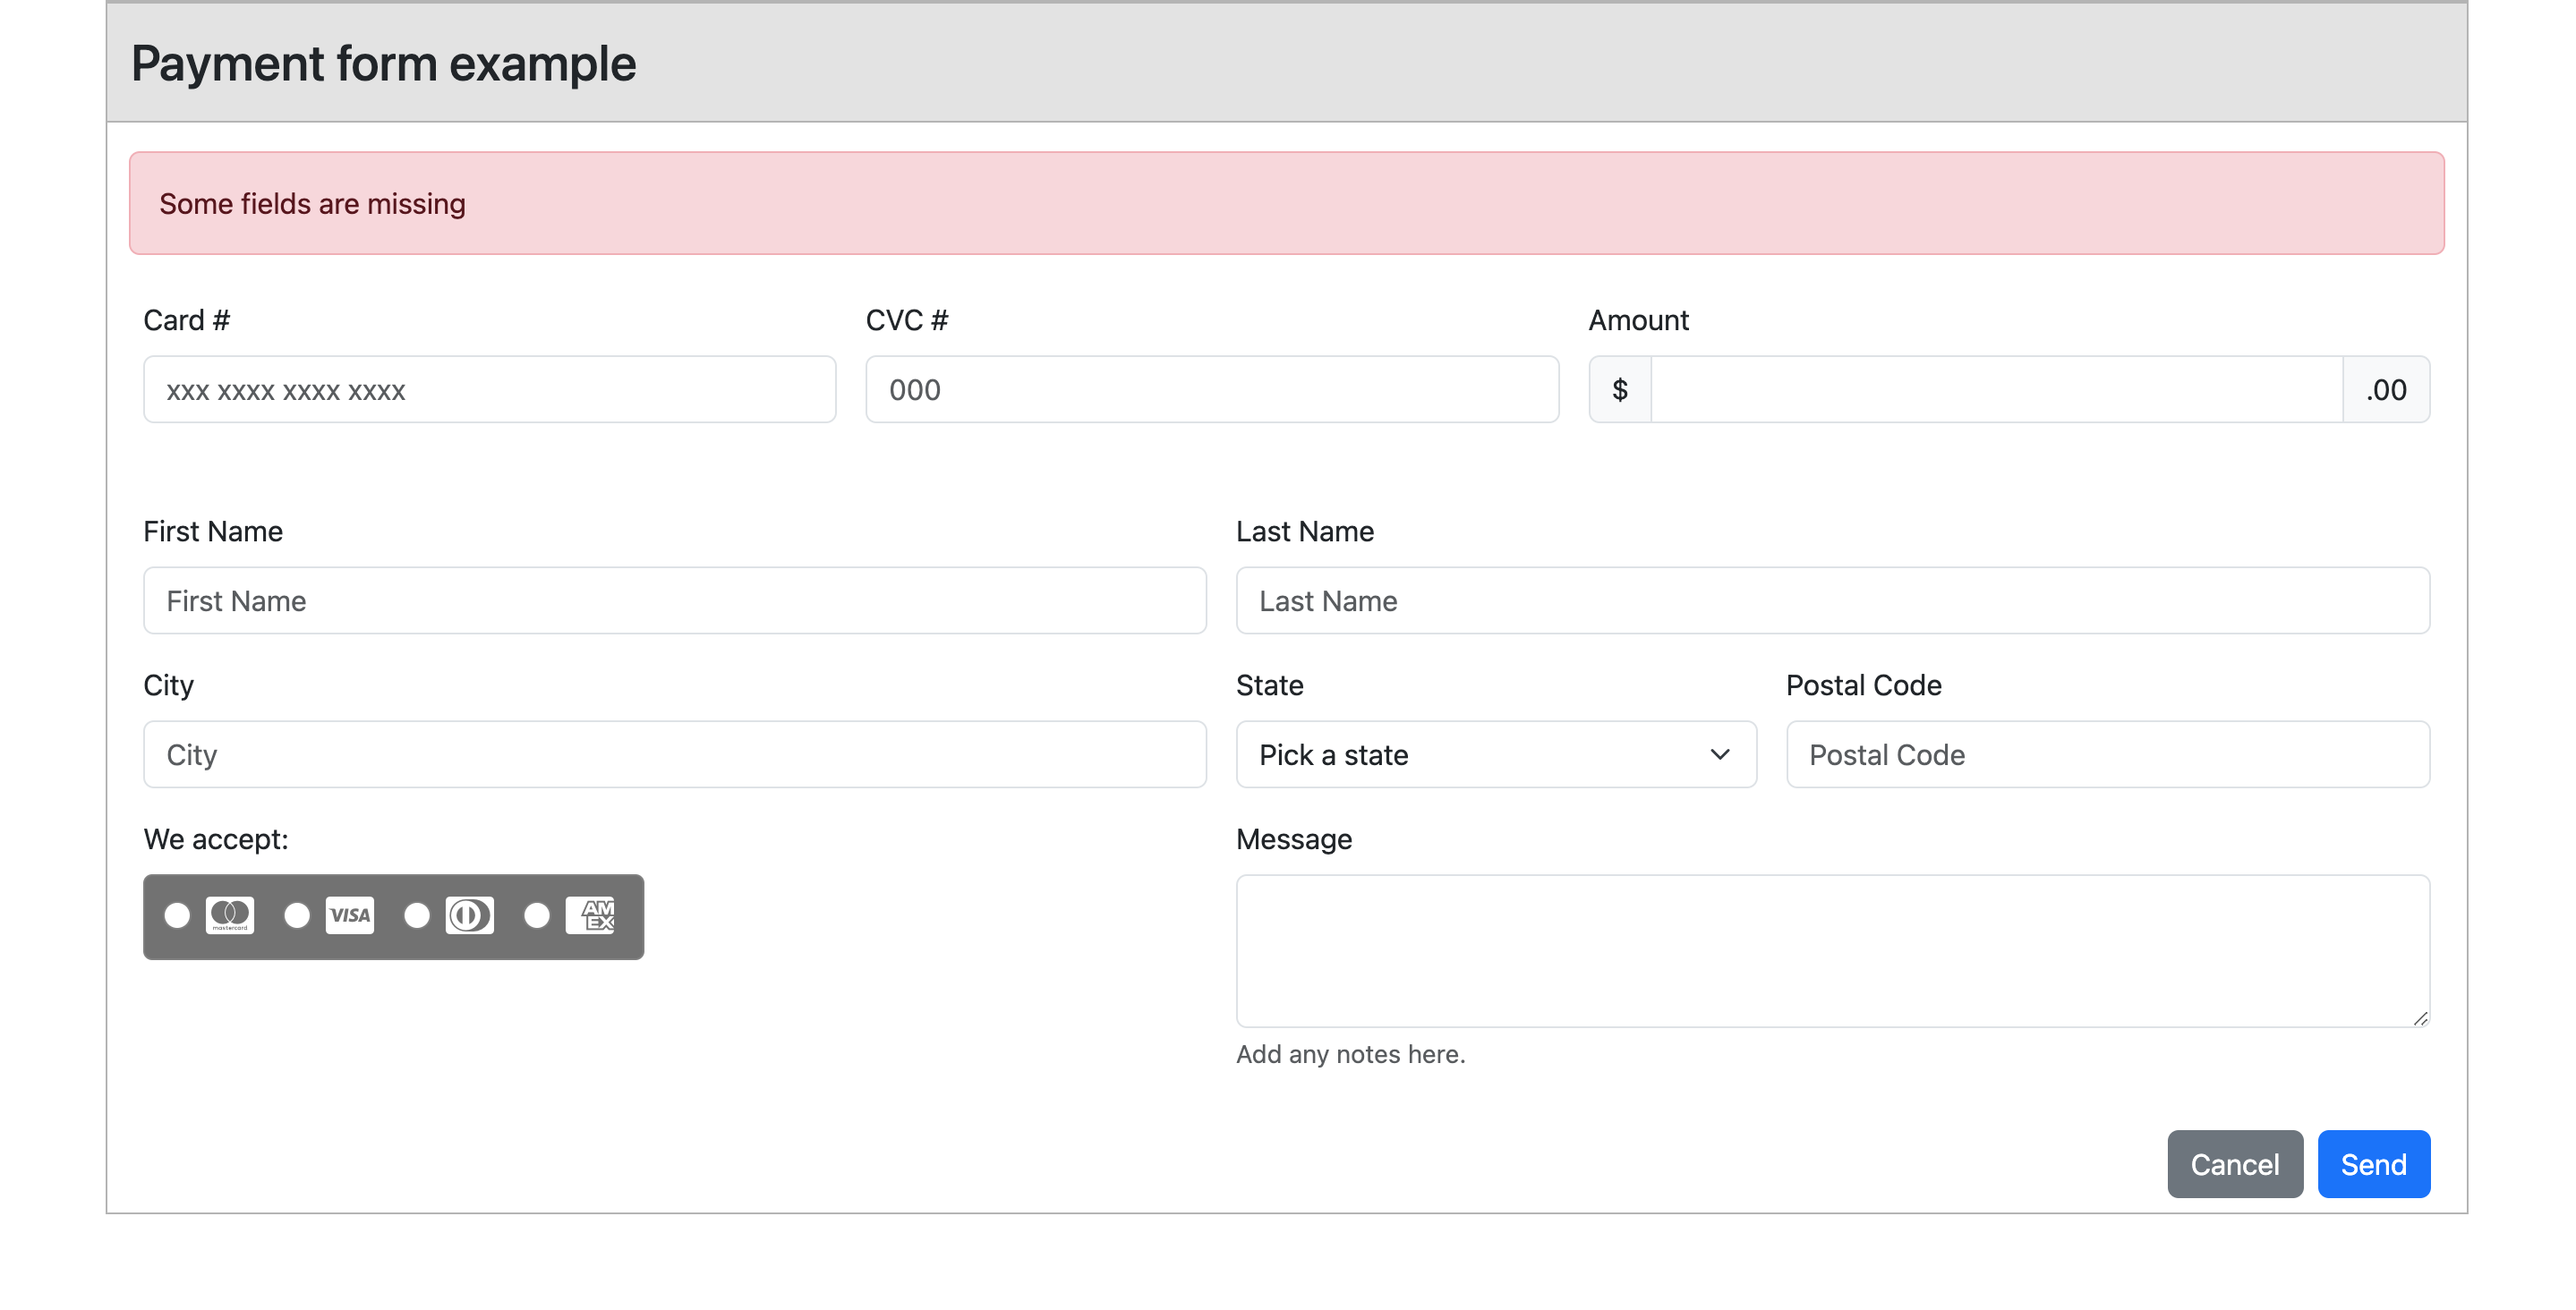 Payment form example
Some fields are missing
Card # CVC # Amount
xxx xxxx xxxx xxxx 000 $ .00
First Name Last Name
First Name Last Name
City State Postal Code
City Pick a state Postal Code
We accept: Message
mastercard VISA AM
EX
Add any notes here.
Cancel Send